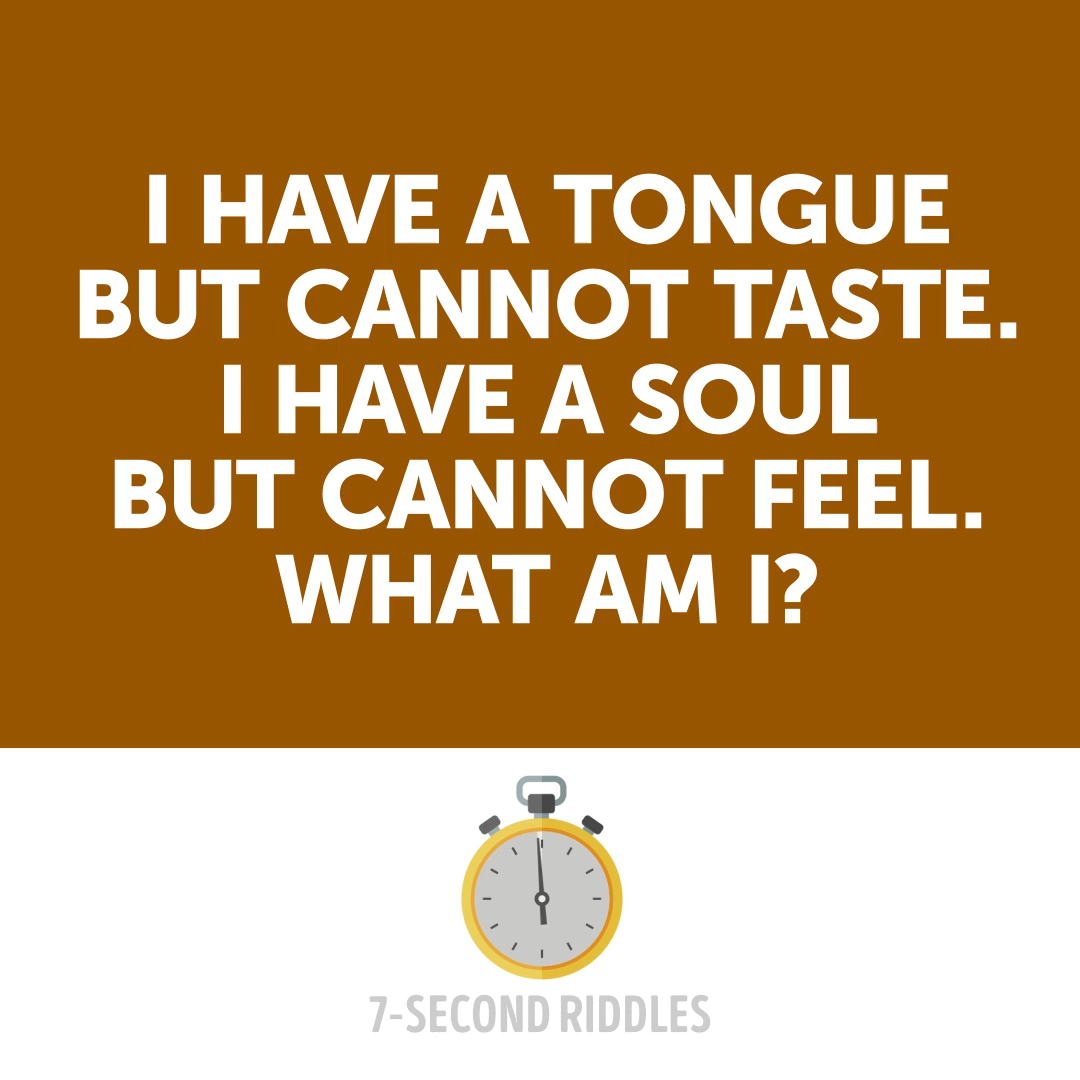 I HAVE A TONGUE
BUT CANNOT TASTE.
I HAVE A SOUL
BUT CANNOT FEEL.
WHAT AM I?
7-SECOND RIDDLES